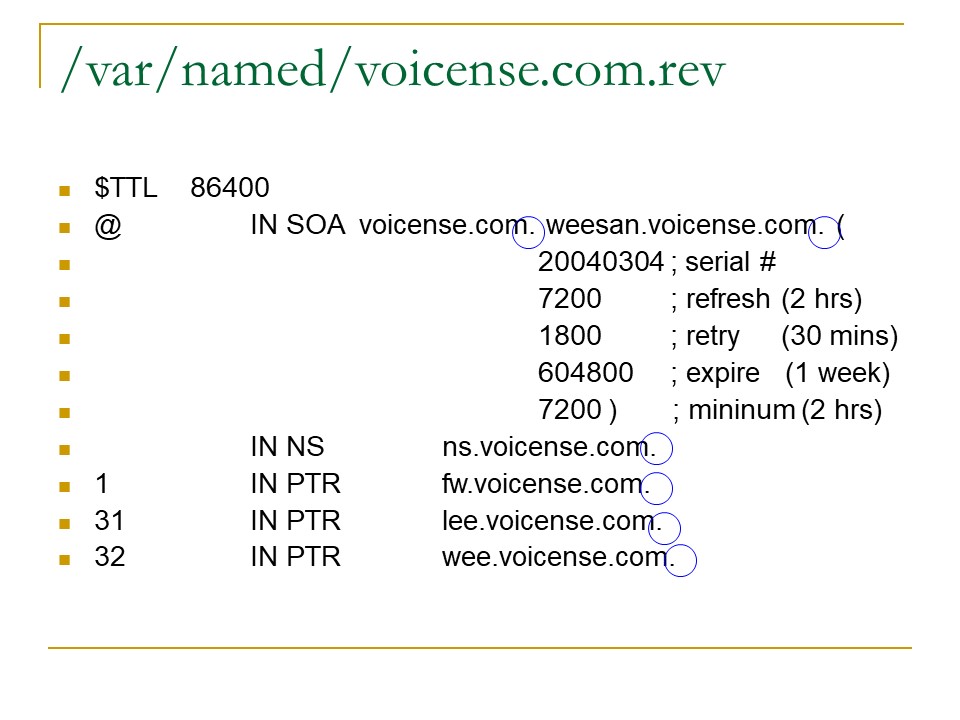 /var/named/voicense.com.rev
$TTL 86400
@ IN SOA voicense.com. weesan.voicense.com. (
20040304 ; serial #
7200 ; refresh (2 hrs)
1800 ; retry (30 mins)
604800 ; expire (1 week)
7200 ) ; mininum (2 hrs)
IN NS ns.voicense.com.
1 IN PTR fw.voicense.com.
31 IN PTR lee.voicense.com.
32 IN PTR wee.voicense.com.